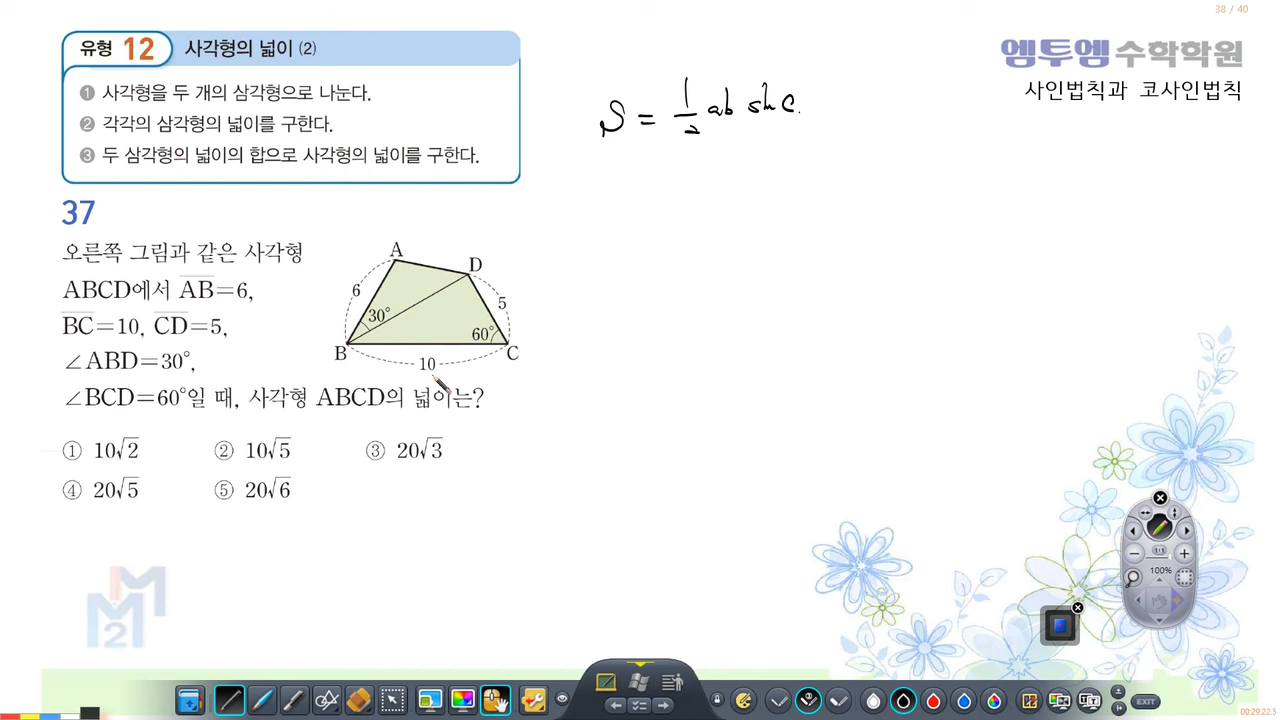 38 / 40
유형 12 사각형의 넓이 (2)
❶ 사각형을 두 개의 삼각형으로 나눈다.
❷ 각각의 삼각형의 넓이를 구한다.
❸ 두 삼각형의 넓이의 합으로 사각형의 넓이를 구한다.
엠투엠수학학원
사인법칙과 코사인법칙
S = 1/2 ab sin C.
37
오른쪽 그림과 같은 사각형
ABCD에서 A̅B̅=6,
B̅C̅=10, C̅D̅=5,
∠ABD=30°,
∠BCD=60°일 때, 사각형 ABCD의 넓이는?
A
D
6
30°
5
60°
B
C
10
① 10√2 ② 10√5 ③ 20√3
④ 20√5 ⑤ 20√6
M
M2
1:1
100%
EXIT
00:29:22.5